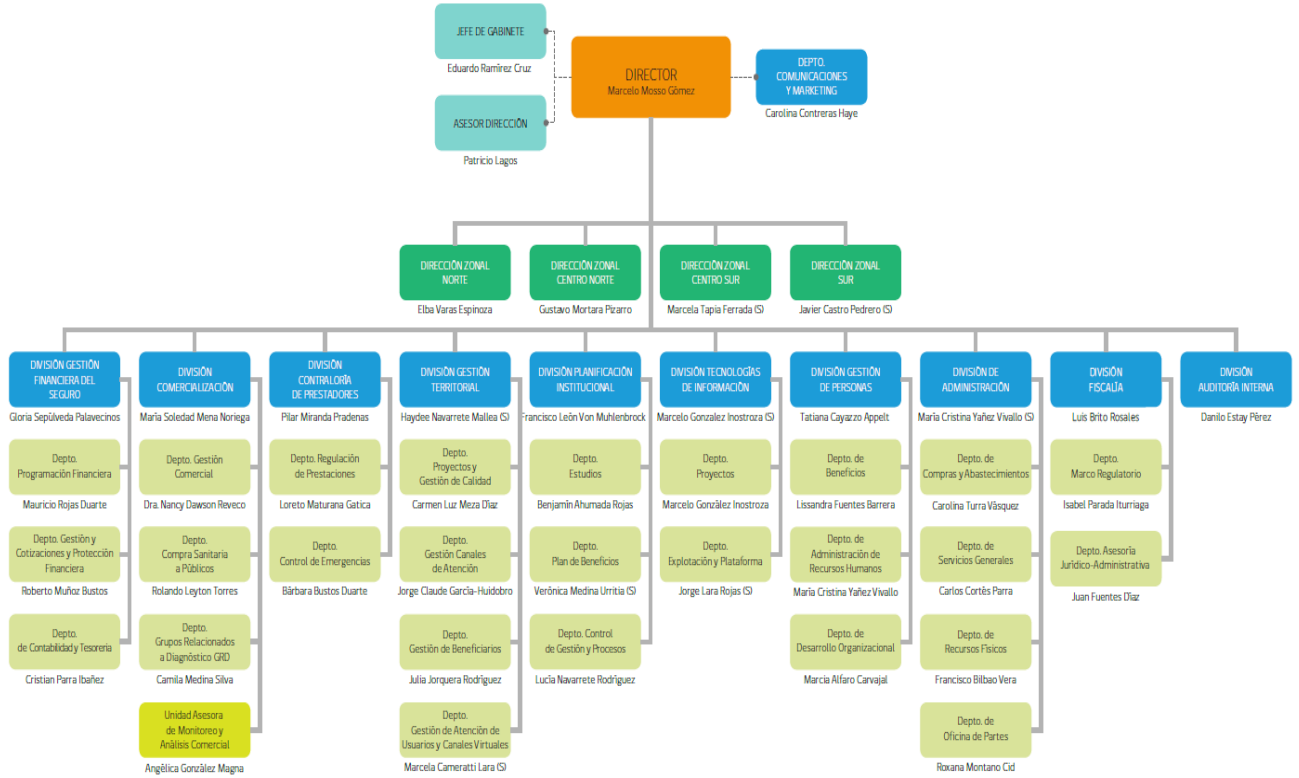 JEFE DE GABINETE
Eduardo Ramírez Cruz
ASESOR DIRECCIÓN
Patricio Lagos
DIRECTOR
Marcelo Mosso Gómez
DEPTO.
COMUNICACIONES
Y MARKETING
Carolina Contreras Haye
DIRECCIÓN ZONAL
NORTE
Elba Varas Espinoza
DIRECCIÓN ZONAL
CENTRO NORTE
Gustavo Mortara Pizarro
DIRECCIÓN ZONAL
CENTRO SUR
Marcela Tapia Ferrada (S)
DIRECCIÓN ZONAL
SUR
Javier Castro Pedrero (S)
DIVISIÓN GESTIÓN
FINANCIERA DEL
SEGURO
Gloria Sepúlveda Palavecinos
Depto.
Programación Financiera
Mauricio Rojas Duarte
Depto. Gestión y
Cotizaciones y Protección
Financiera
Roberto Muñoz Bustos
Depto.
de Contabilidad y Tesorería
Cristian Parra Ibañez
DIVISIÓN
COMERCIALIZACIÓN
María Soledad Mena Noriega
Depto. Gestión
Comercial
Dra. Nancy Dawson Reveco
Depto.
Compra Sanitaria
a Públicos
Rolando Leyton Torres
Depto.
Grupos Relacionados
a Diagnóstico GRD
Camila Medina Silva
Unidad Asesora
de Monitoreo y
Análisis Comercial
Angélica González Magna
DIVISIÓN
CONTRALORÍA
DE PRESTADORES
Pilar Miranda Pradenas
Depto. Regulación
de Prestaciones
Loreto Maturana Gatica
Depto.
Control de Emergencias
Bárbara Bustos Duarte
DIVISIÓN GESTIÓN
TERRITORIAL
Haydee Navarrete Mallea (S)
Depto.
Proyectos y
Gestión de Calidad
Carmen Luz Meza Díaz
Depto.
Gestión Canales
de Atención
Jorge Claude García-Huidobro
Depto.
Gestión de Beneficiarios
Julia Jorquera Rodríguez
Depto.
Gestión de Atención de
Usuarios y Canales Virtuales
Marcela Cameratti Lara (S)
DIVISIÓN PLANIFICACIÓN
INSTITUCIONAL
Francisco León Von Muhlenbrock
Depto.
Estudios
Benjamín Ahumada Rojas
Depto.
Plan de Beneficios
Verónica Medina Urritia (S)
Depto. Control
de Gestión y Procesos
Lucía Navarrete Rodríguez
DIVISIÓN TECNOLOGÍAS
DE INFORMACIÓN
Marcelo Gonzalez Inostroza (S)
Depto.
Proyectos
Marcelo González Inostroza
Depto.
Explotación y Plataforma
Jorge Lara Rojas (S)
DIVISIÓN GESTIÓN
DE PERSONAS
Tatiana Cayazzo Appelt
Depto. de
Beneficios
Lissandra Fuentes Barrera
Depto. de
Administración de
Recursos Humanos
María Cristina Yañez Vivallo
Depto. de
Desarrollo Organizacional
Marcia Alfaro Carvajal
DIVISIÓN DE
ADMINISTRACIÓN
María Cristina Yañez Vivallo (S)
Depto. de
Compras y Abastecimientos
Carolina Turra Vásquez
Depto. de
Servicios Generales
Carlos Cortés Parra
Depto. de
Recursos Físicos
Francisco Bilbao Vera
Depto. de
Oficina de Partes
Roxana Montano Cid
DIVISIÓN
FISCALÍA
Luis Brito Rosales
Depto.
Marco Regulatorio
Isabel Parada Iturriaga
Depto. Asesoría
Jurídico-Administrativa
Juan Fuentes Díaz
DIVISIÓN
AUDITORÍA INTERNA
Danilo Estay Pérez